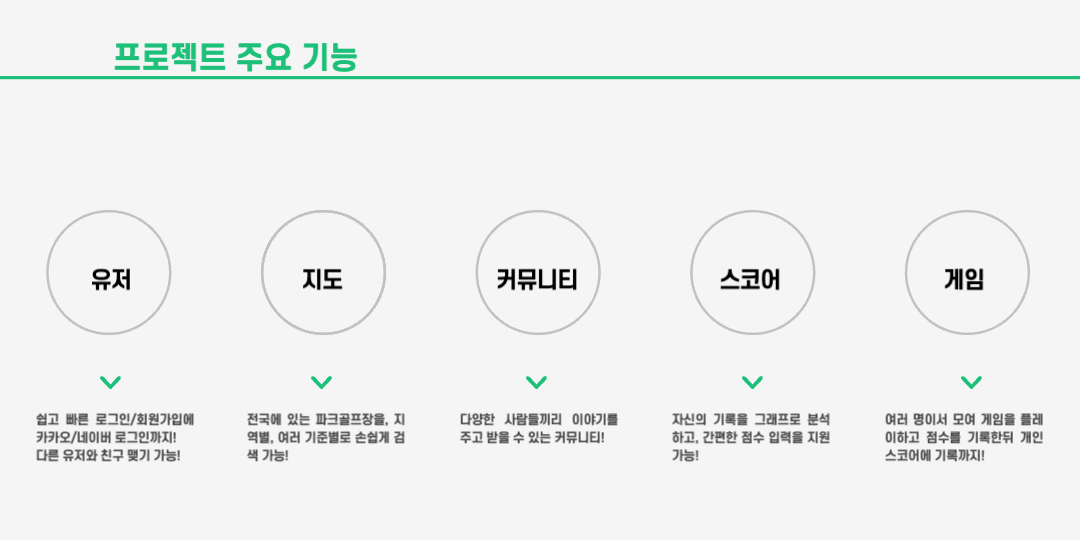 프로젝트 주요 기능
유저
지도
커뮤니티
스코어
게임
쉽고 빠른 로그인/회원가입에
카카오/네이버 로그인까지!
다른 유저와 친구 맺기 가능!
전국에 있는 파크골프장을, 지
역별, 여러 기준별로 손쉽게 검
색 가능!
다양한 사람들끼리 이야기를
주고 받을 수 있는 커뮤니티!
자신의 기록을 그래프로 분석
하고, 간편한 점수 입력을 지원
가능!
여러 명이서 모여 게임을 플레
이하고 점수를 기록한뒤 개인
스코어에 기록까지!